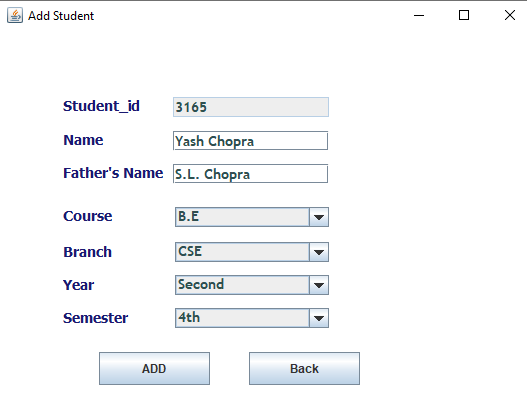 Add Student
Student_id 3165
Name Yash Chopra
Father's Name S.L. Chopra
Course B.E
Branch CSE
Year Second
Semester 4th
ADD Back